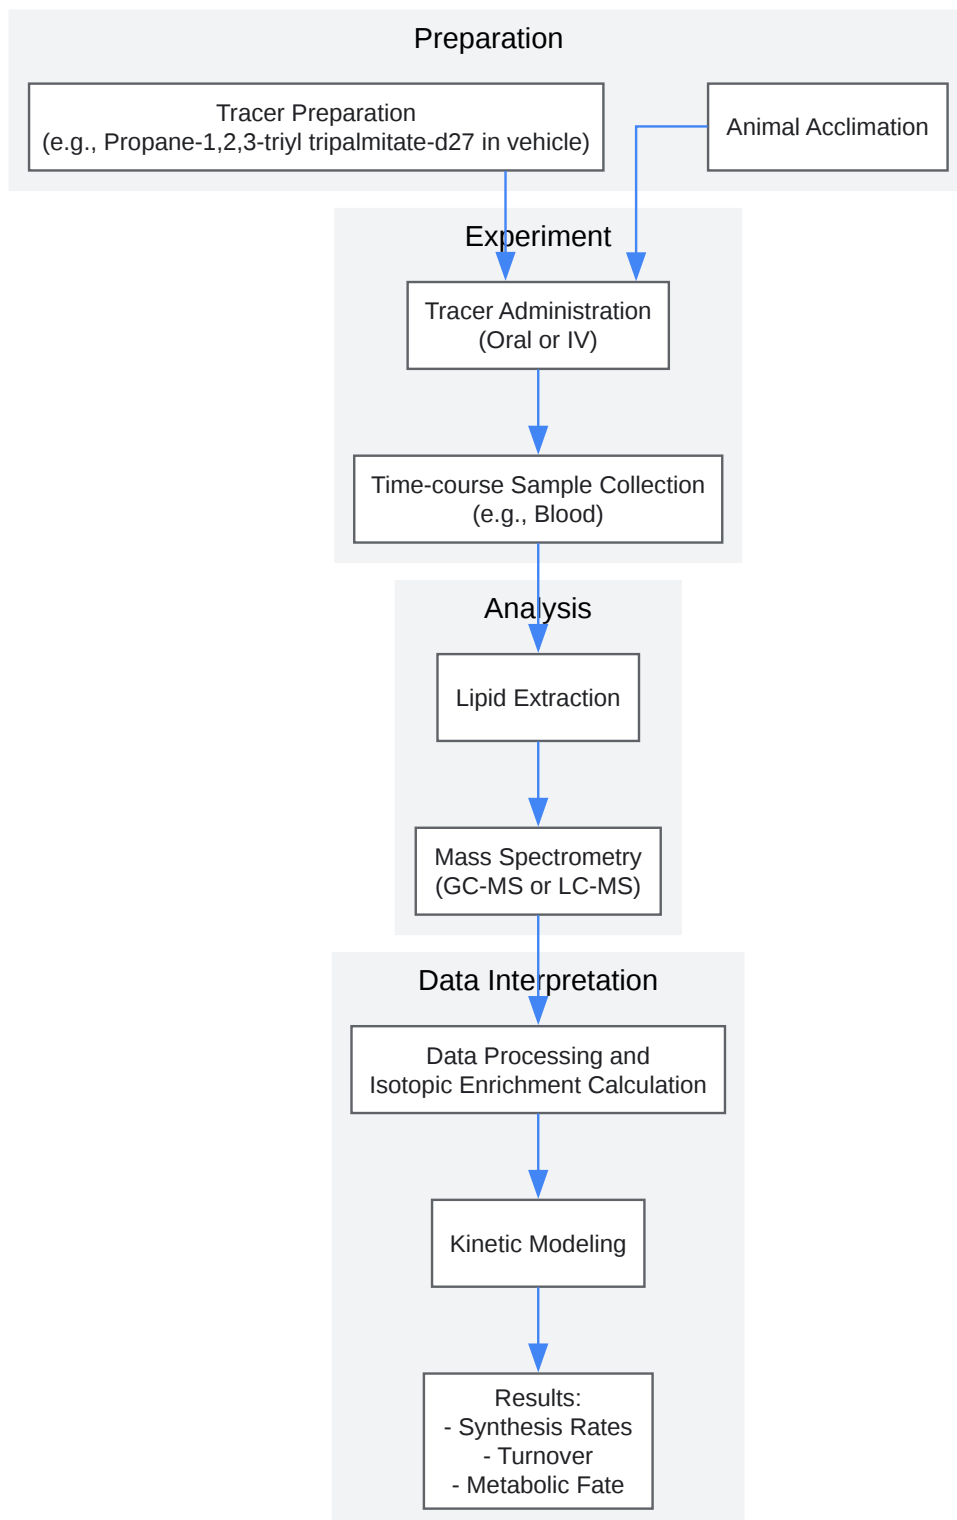 Preparation
Tracer Preparation
(e.g., Propane-1,2,3-triyl tripalmitate-d27 in vehicle)
Animal Acclimation
Experiment
Tracer Administration
(Oral or IV)
Time-course Sample Collection
(e.g., Blood)
Analysis
Lipid Extraction
Mass Spectrometry
(GC-MS or LC-MS)
Data Interpretation
Data Processing and
Isotopic Enrichment Calculation
Kinetic Modeling
Results:
- Synthesis Rates
- Turnover
- Metabolic Fate